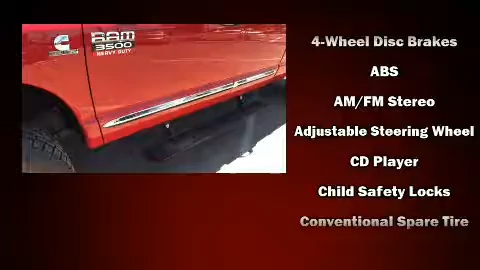 RAM
3500
HEAVY DUTY
4-Wheel Disc Brakes
ABS
AM/FM Stereo
Adjustable Steering Wheel
CD Player
Child Safety Locks
Conventional Spare Tire